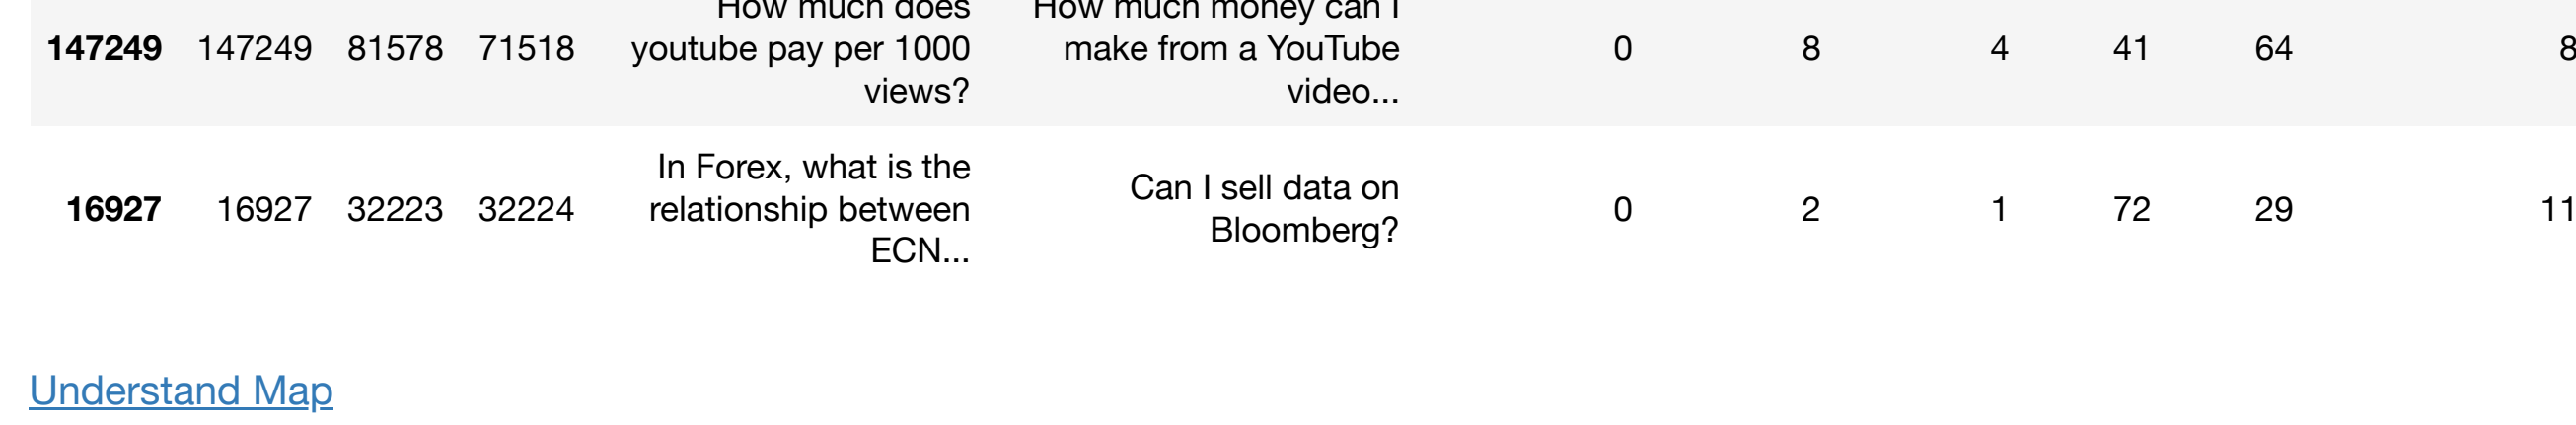 How much does How much money can I
147249 147249 81578 71518 youtube pay per 1000 make from a YouTube 0 8 4 41 64 8
views? video...
In Forex, what is the
Can I sell data on
16927 16927 32223 32224 relationship between 0 2 1 72 29 11
Bloomberg?
ECN...
Understand Map